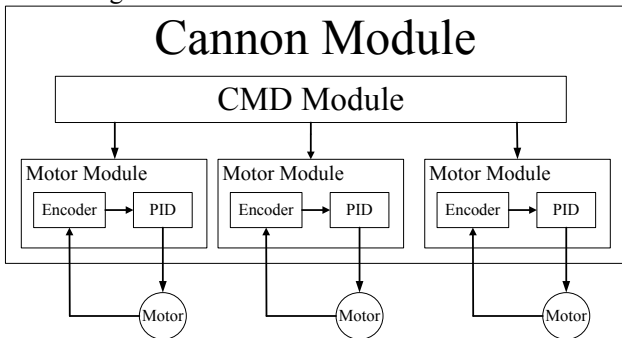 Cannon Module
CMD Module
Motor Module Motor Module Motor Module
Encoder PID Encoder PID Encoder PID
Motor Motor Motor